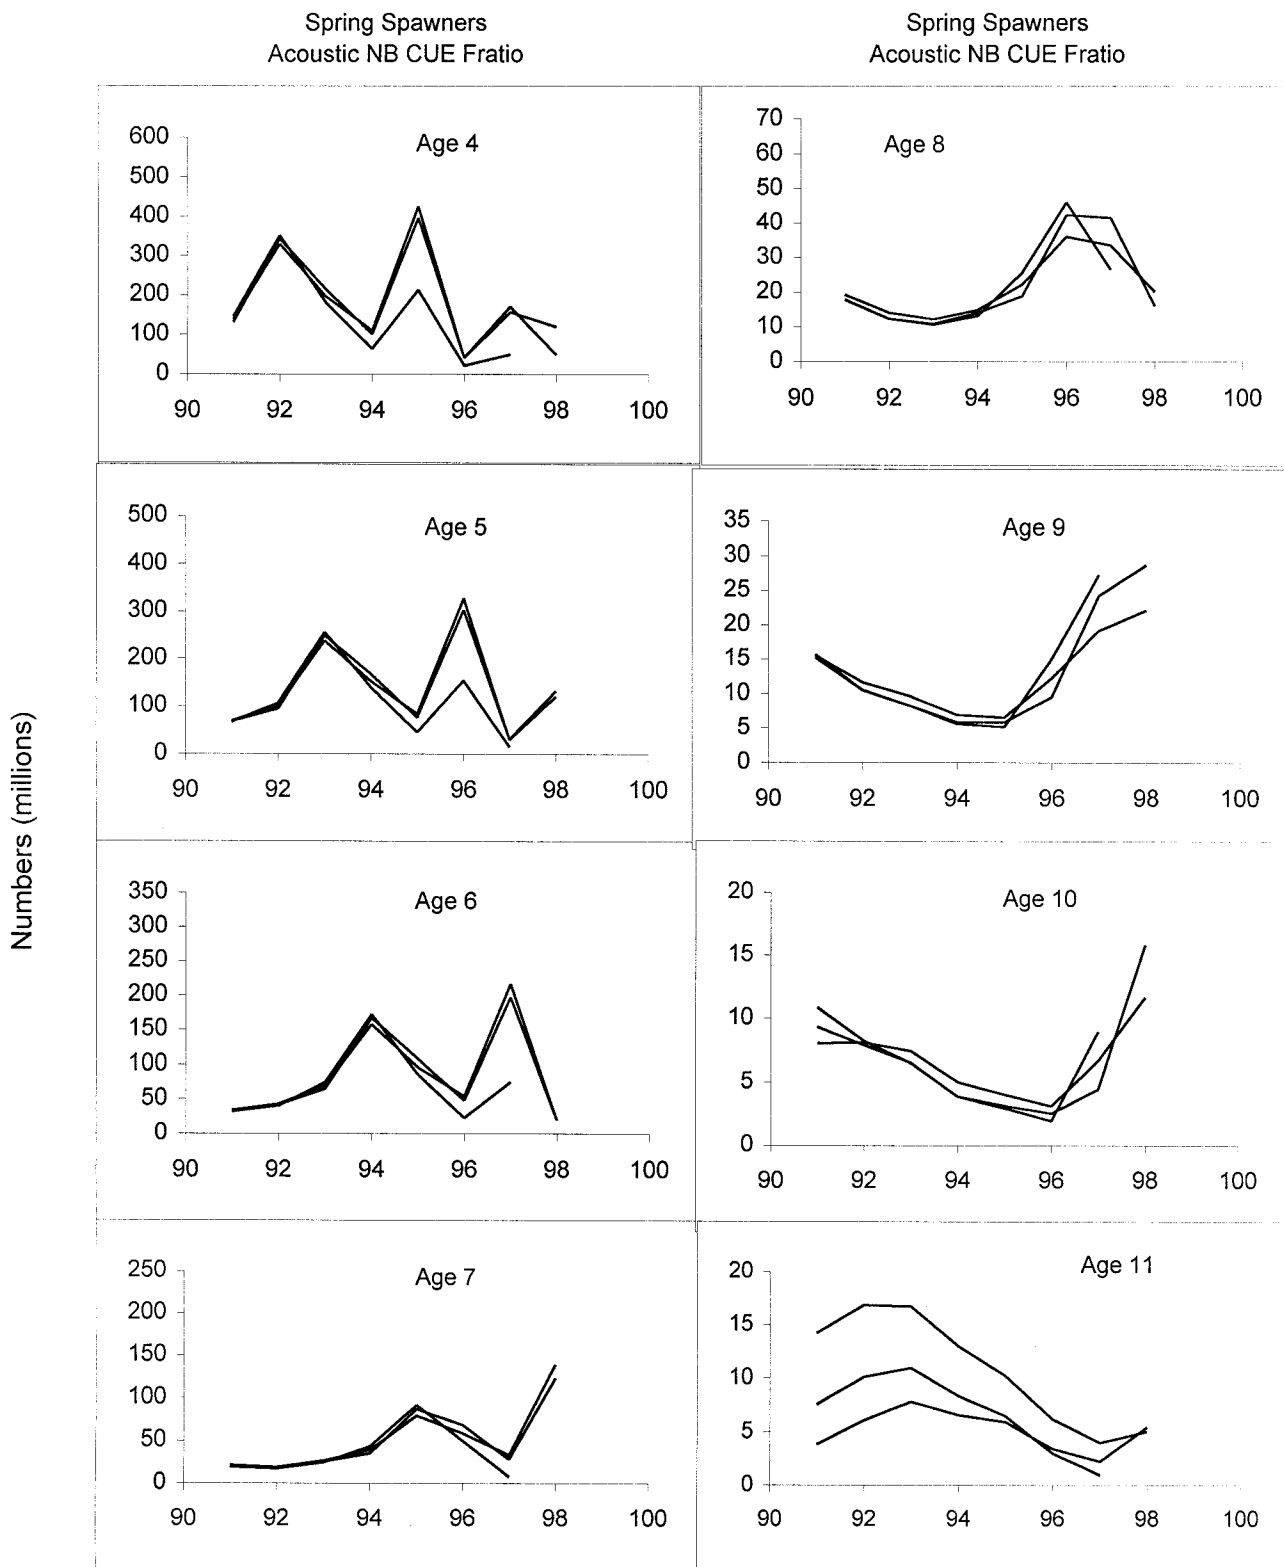 Spring Spawners
Acoustic NB CUE Fratio
Spring Spawners
Acoustic NB CUE Fratio
Numbers (millions)
Age 4
600
500
400
300
200
100
0
90 92 94 96 98 100
Age 8
70
60
50
40
30
20
10
0
90 92 94 96 98 100
Age 5
500
400
300
200
100
0
90 92 94 96 98 100
Age 9
35
30
25
20
15
10
5
0
90 92 94 96 98 100
Age 6
350
300
250
200
150
100
50
0
90 92 94 96 98 100
Age 10
20
15
10
5
0
90 92 94 96 98 100
Age 7
250
200
150
100
50
0
90 92 94 96 98 100
Age 11
20
15
10
5
0
90 92 94 96 98 100